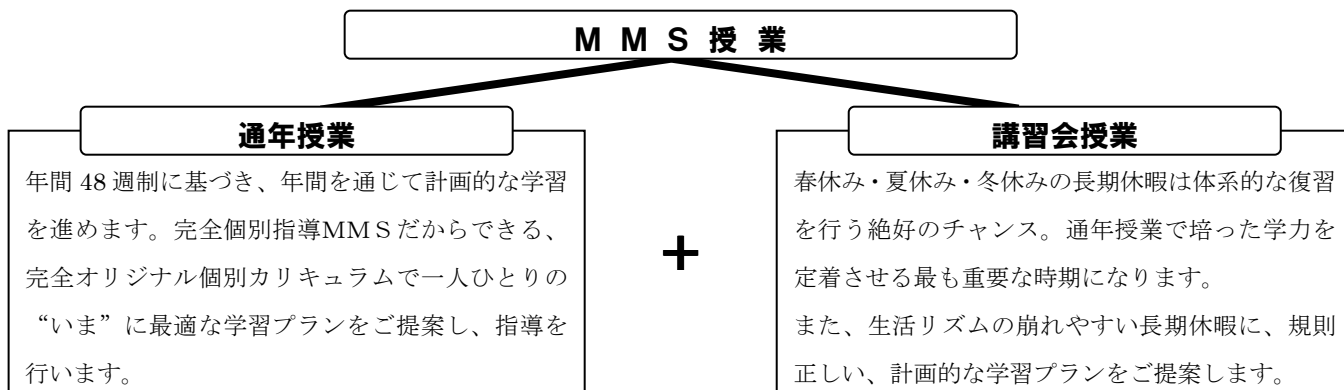 MMS授業
通年授業
年間 48 週制に基づき、年間を通じて計画的な学習
を進めます。完全個別指導MMSだからできる、
完全オリジナル個別カリキュラムで一人ひとりの
“いま”に最適な学習プランをご提案し、指導を
行います。
+
講習会授業
春休み・夏休み・冬休みの長期休暇は体系的な復習
を行う絶好のチャンス。通年授業で培った学力を
定着させる最も重要な時期になります。
また、生活リズムの崩れやすい長期休暇に、規則
正しい、計画的な学習プランをご提案します。